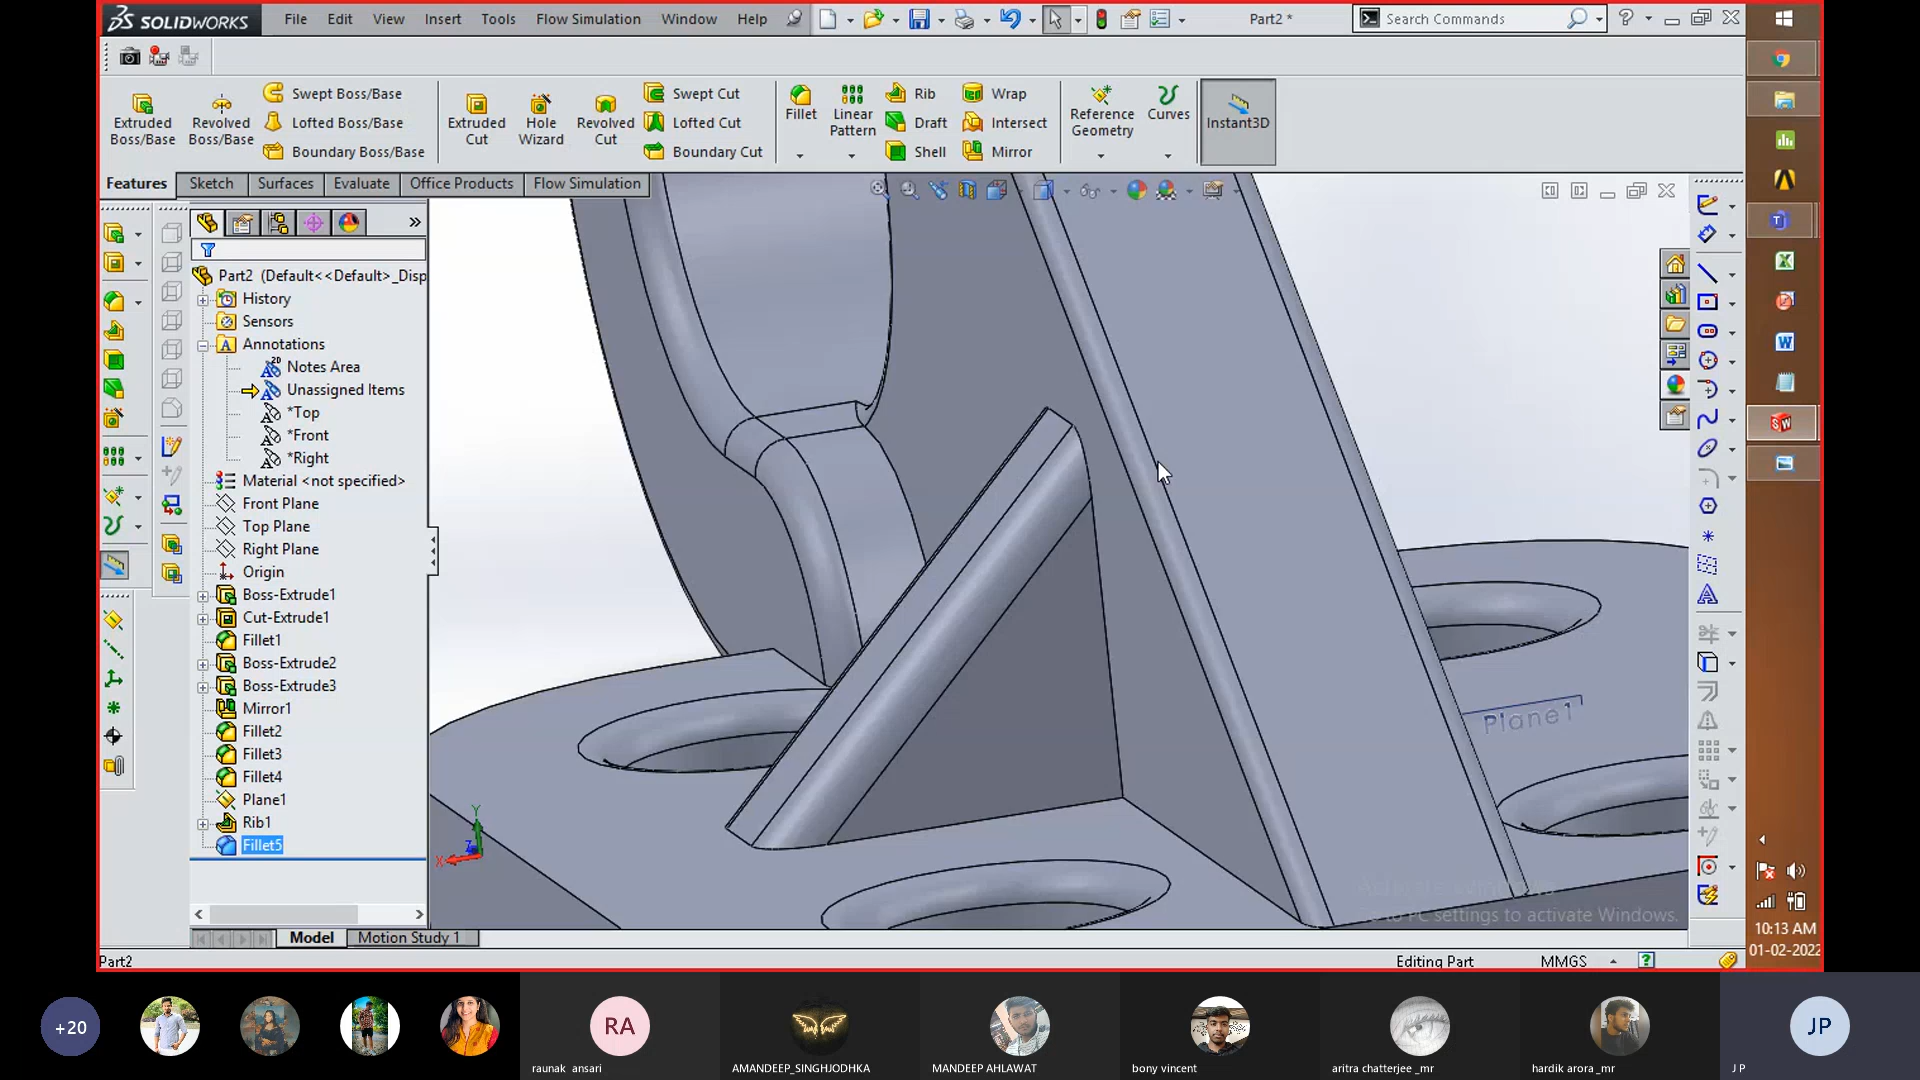 SOLIDWORKS File Edit View Insert Tools Flow Simulation Window Help Part2 * Search Commands
Extruded Boss/Base
Revolved Boss/Base
Swept Boss/Base
Lofted Boss/Base
Boundary Boss/Base
Extruded Cut
Hole Wizard
Revolved Cut
Swept Cut
Lofted Cut
Boundary Cut
Fillet
Linear Pattern
Rib
Draft
Shell
Wrap
Intersect
Mirror
Reference Geometry
Curves
Instant3D
Features Sketch Surfaces Evaluate Office Products Flow Simulation
Part2 (Default<<Default>_Disp
History
Sensors
Annotations
Notes Area
Unassigned Items
*Top
*Front
*Right
Material <not specified>
Front Plane
Top Plane
Right Plane
Origin
Boss-Extrude1
Cut-Extrude1
Fillet1
Boss-Extrude2
Boss-Extrude3
Mirror1
Fillet2
Fillet3
Fillet4
Plane1
Rib1
Fillet5
Plane1
Y
X
Z
to PC settings to activate Windows.
Model Motion Study 1
Part2 Editing Part MMGS
10:13 AM
01-02-2022
+20
RA
JP
raunak ansari
AMANDEEP_SINGHJODHKA
MANDEEP AHLAWAT
bony vincent
aritra chatterjee _mr
hardik arora _mr
J P